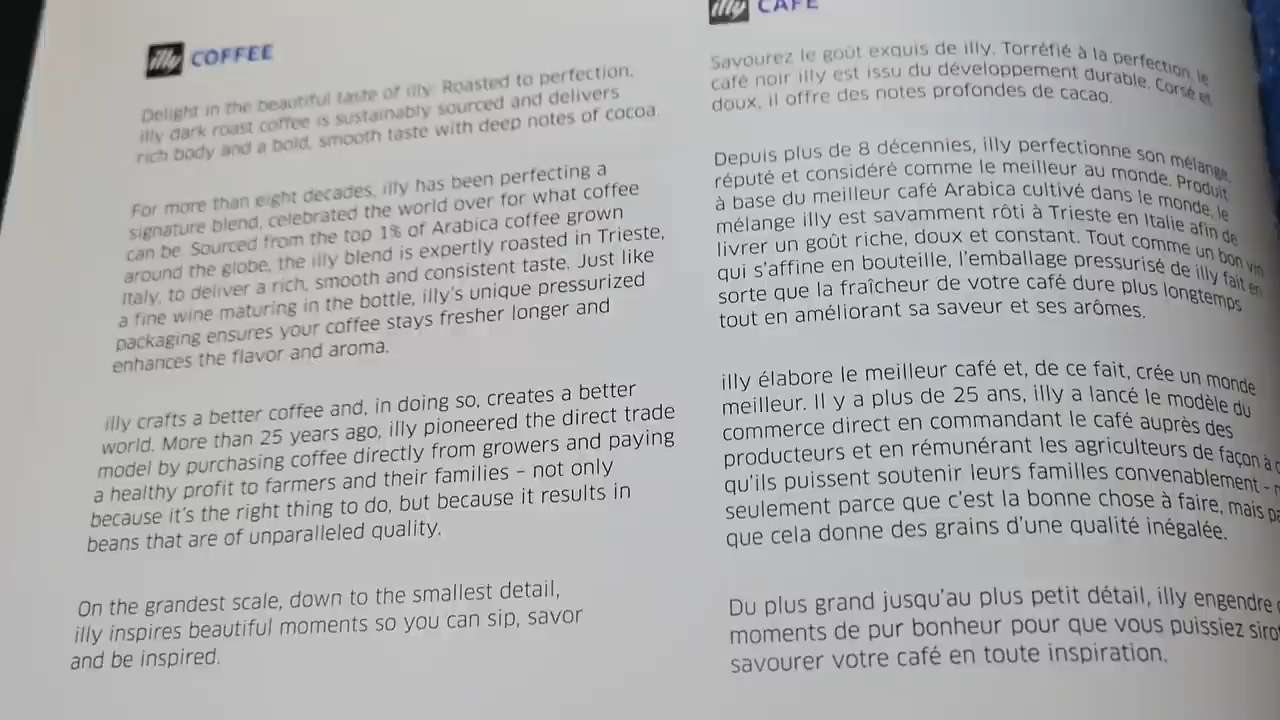 illy COFFEE
Delight in the beautiful taste of illy. Roasted to perfection,
illy dark roast coffee is sustainably sourced and delivers
rich body and a bold, smooth taste with deep notes of cocoa.
For more than eight decades, illy has been perfecting a
signature blend, celebrated the world over for what coffee
can be. Sourced from the top 1% of Arabica coffee grown
around the globe, the illy blend is expertly roasted in Trieste,
Italy, to deliver a rich, smooth and consistent taste. Just like
a fine wine maturing in the bottle, illy's unique pressurized
packaging ensures your coffee stays fresher longer and
enhances the flavor and aroma.
illy crafts a better coffee and, in doing so, creates a better
world. More than 25 years ago, illy pioneered the direct trade
model by purchasing coffee directly from growers and paying
a healthy profit to farmers and their families – not only
because it's the right thing to do, but because it results in
beans that are of unparalleled quality.
On the grandest scale, down to the smallest detail,
illy inspires beautiful moments so you can sip, savor
and be inspired.
illy CAFÉ
Savourez le goût exquis de illy. Torréfié à la perfection, le
café noir illy est issu du développement durable. Corsé et
doux, il offre des notes profondes de cacao.
Depuis plus de 8 décennies, illy perfectionne son mélange,
réputé et considéré comme le meilleur au monde. Produit
à base du meilleur café Arabica cultivé dans le monde, le
mélange illy est savamment rôti à Trieste en Italie afin de
livrer un goût riche, doux et constant. Tout comme un bon vin
qui s'affine en bouteille, l'emballage pressurisé de illy fait en
sorte que la fraîcheur de votre café dure plus longtemps
tout en améliorant sa saveur et ses arômes.
illy élabore le meilleur café et, de ce fait, crée un monde
meilleur. Il y a plus de 25 ans, illy a lancé le modèle du
commerce direct en commandant le café auprès des
producteurs et en rémunérant les agriculteurs de façon à
qu'ils puissent soutenir leurs familles convenablement –
seulement parce que c'est la bonne chose à faire, mais
que cela donne des grains d'une qualité inégalée.
Du plus grand jusqu'au plus petit détail, illy engendre
moments de pur bonheur pour que vous puissiez
savourer votre café en toute inspiration.